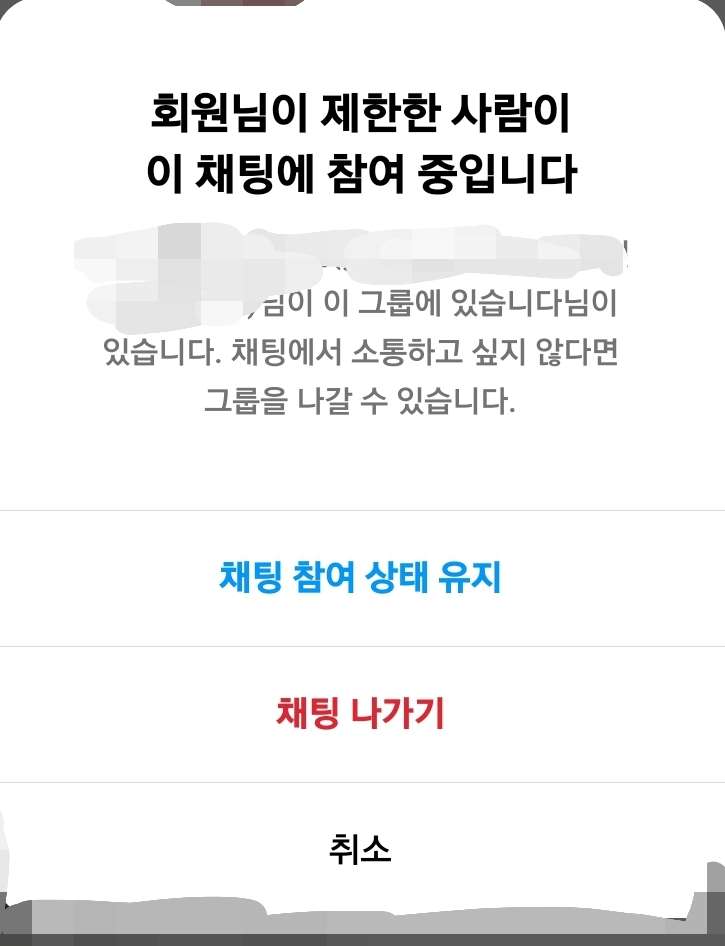 회원님이 제한한 사람이
이 채팅에 참여 중입니다
님이 이 그룹에 있습니다님이
있습니다. 채팅에서 소통하고 싶지 않다면
그룹을 나갈 수 있습니다.
채팅 참여 상태 유지
채팅 나가기
취소